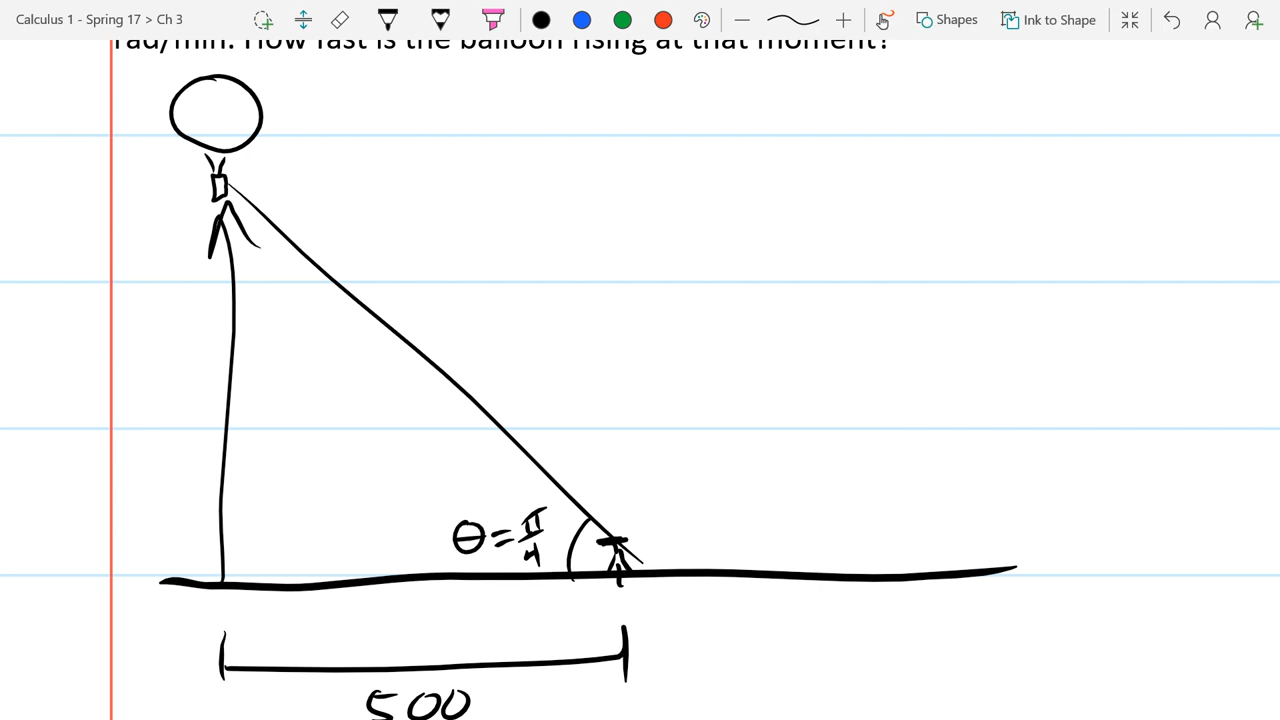 Calculus 1 - Spring 17 > Ch 3
Shapes
Ink to Shape
rad/min. How fast is the balloon rising at that moment?
θ = π/4
500